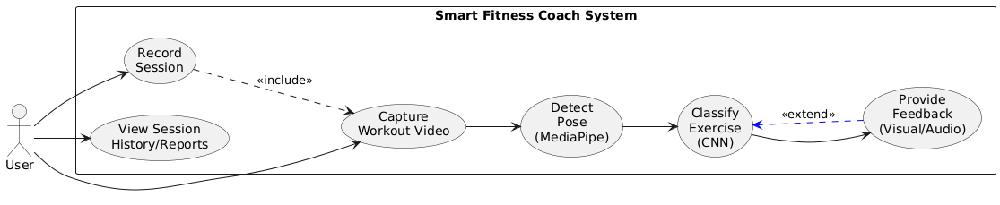 Smart Fitness Coach System
Record
Session
«include»
View Session
History/Reports
User
Capture
Workout Video
Detect
Pose
(MediaPipe)
Classify
Exercise
(CNN)
«extend»
Provide
Feedback
(Visual/Audio)